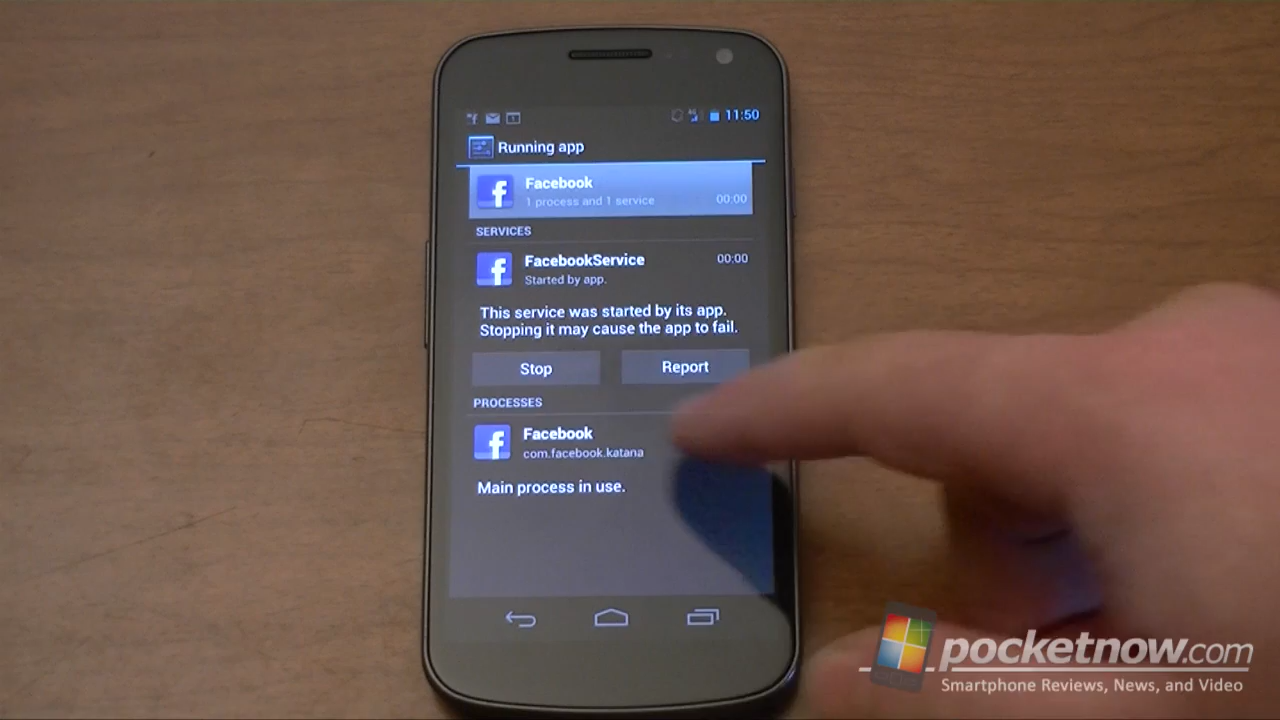 11:50
Running app
Facebook
1 process and 1 service 00:00
SERVICES
FacebookService 00:00
Started by app.
This service was started by its app.
Stopping it may cause the app to fail.
Stop Report
PROCESSES
Facebook
com.facebook.katana
Main process in use.
pocketnow.com
Smartphone Reviews, News, and Video